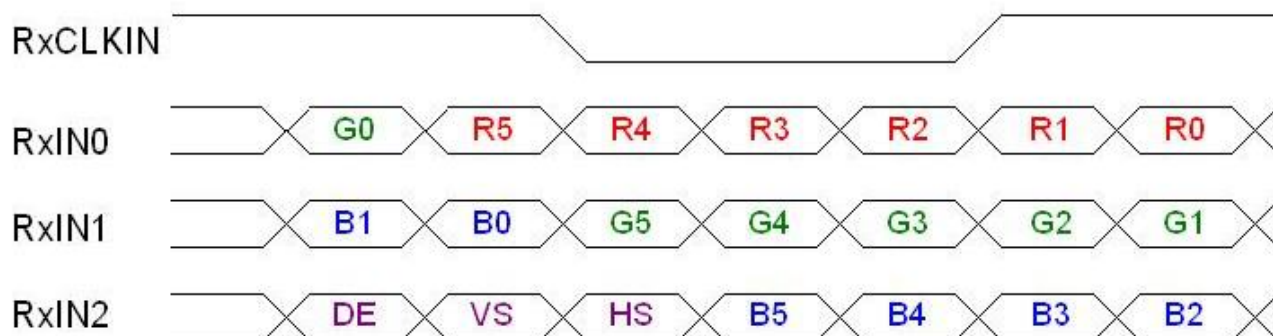 RxCLKIN
RxIN0 G0 R5 R4 R3 R2 R1 R0
RxIN1 B1 B0 G5 G4 G3 G2 G1
RxIN2 DE VS HS B5 B4 B3 B2